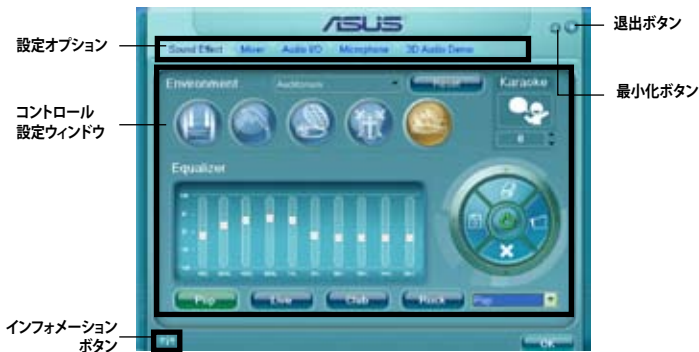 ASUS
退出ボタン
設定オプション
Sound Effect Mixer Audio I/O Microphone 3D Audio Demo
最小化ボタン
Environment Auditorium Reset Karaoke
コントロール
設定ウィンドウ
0
Equalizer
Pop Live Club Rock Pop
インフォメーション
ボタン
OK